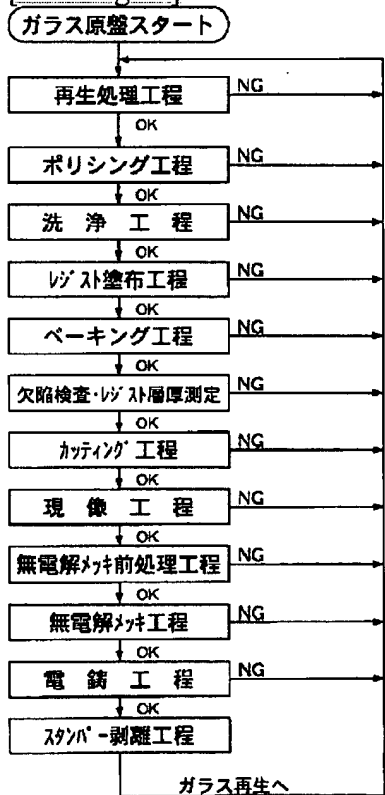 ガラス原盤スタート
再生処理工程 NG
OK
ポリシング工程 NG
OK
洗浄工程 NG
OK
レジスト塗布工程 NG
OK
ベーキング工程 NG
OK
欠陥検査・レジスト層厚測定 NG
OK
カッティング工程 NG
OK
現像工程 NG
OK
無電解メッキ前処理工程 NG
OK
無電解メッキ工程 NG
OK
電鋳工程 NG
OK
スタンパー剥離工程
ガラス再生へ